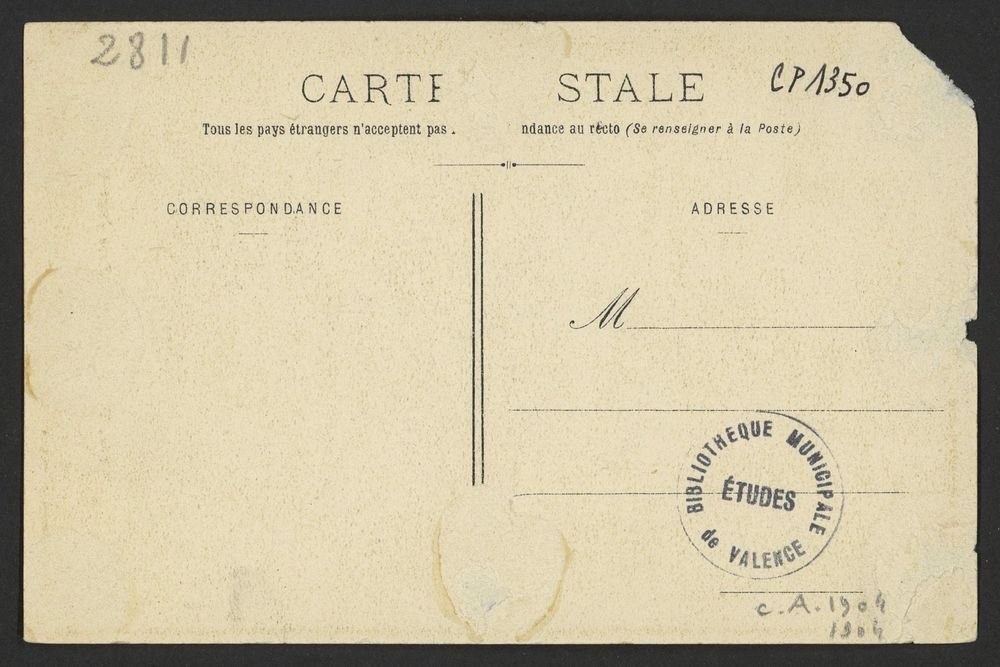 2811
CARTE STALE
CP1350
Tous les pays étrangers n'acceptent pas ndance au recto (Se renseigner à la Poste)
CORRESPONDANCE
ADRESSE
M
BIBLIOTHEQUE MUNICIPALE
ÉTUDES
de VALENCE
c.A.1904
1904